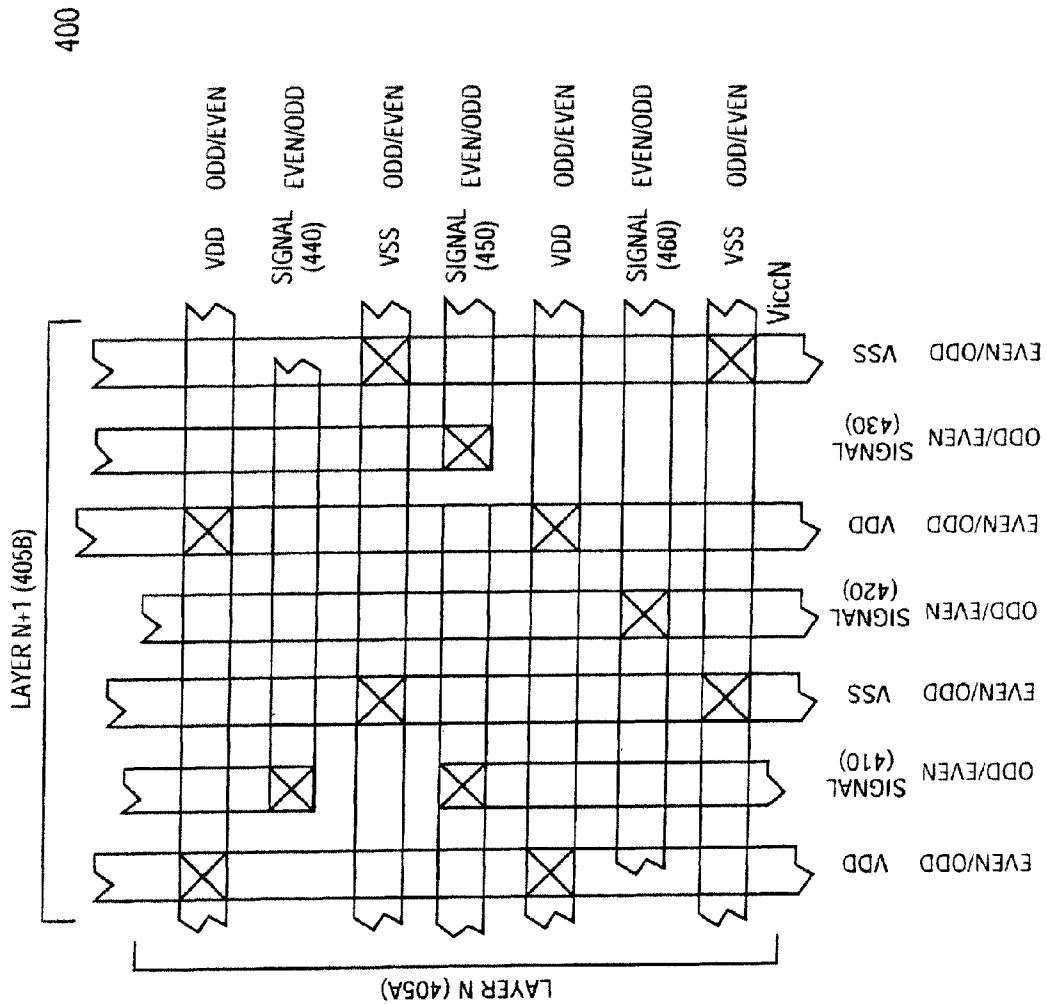 400
LAYER N+1 (405B)
VDD ODD/EVEN
SIGNAL (440) EVEN/ODD
VSS ODD/EVEN
SIGNAL (450) EVEN/ODD
VDD ODD/EVEN
SIGNAL (460) EVEN/ODD
VSS ODD/EVEN
ViccN
LAYER N (405A)
VDD EVEN/ODD
SIGNAL (410) ODD/EVEN
VSS EVEN/ODD
SIGNAL (420) ODD/EVEN
VDD EVEN/ODD
SIGNAL (430) ODD/EVEN
VSS EVEN/ODD